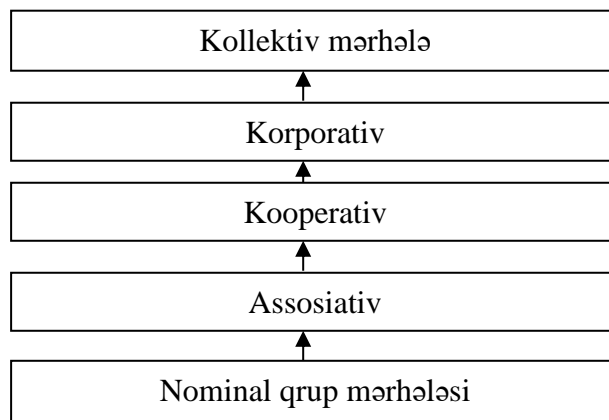 Kollektiv mərhələ
Korporativ
Kooperativ
Assosiativ
Nominal qrup mərhələsi